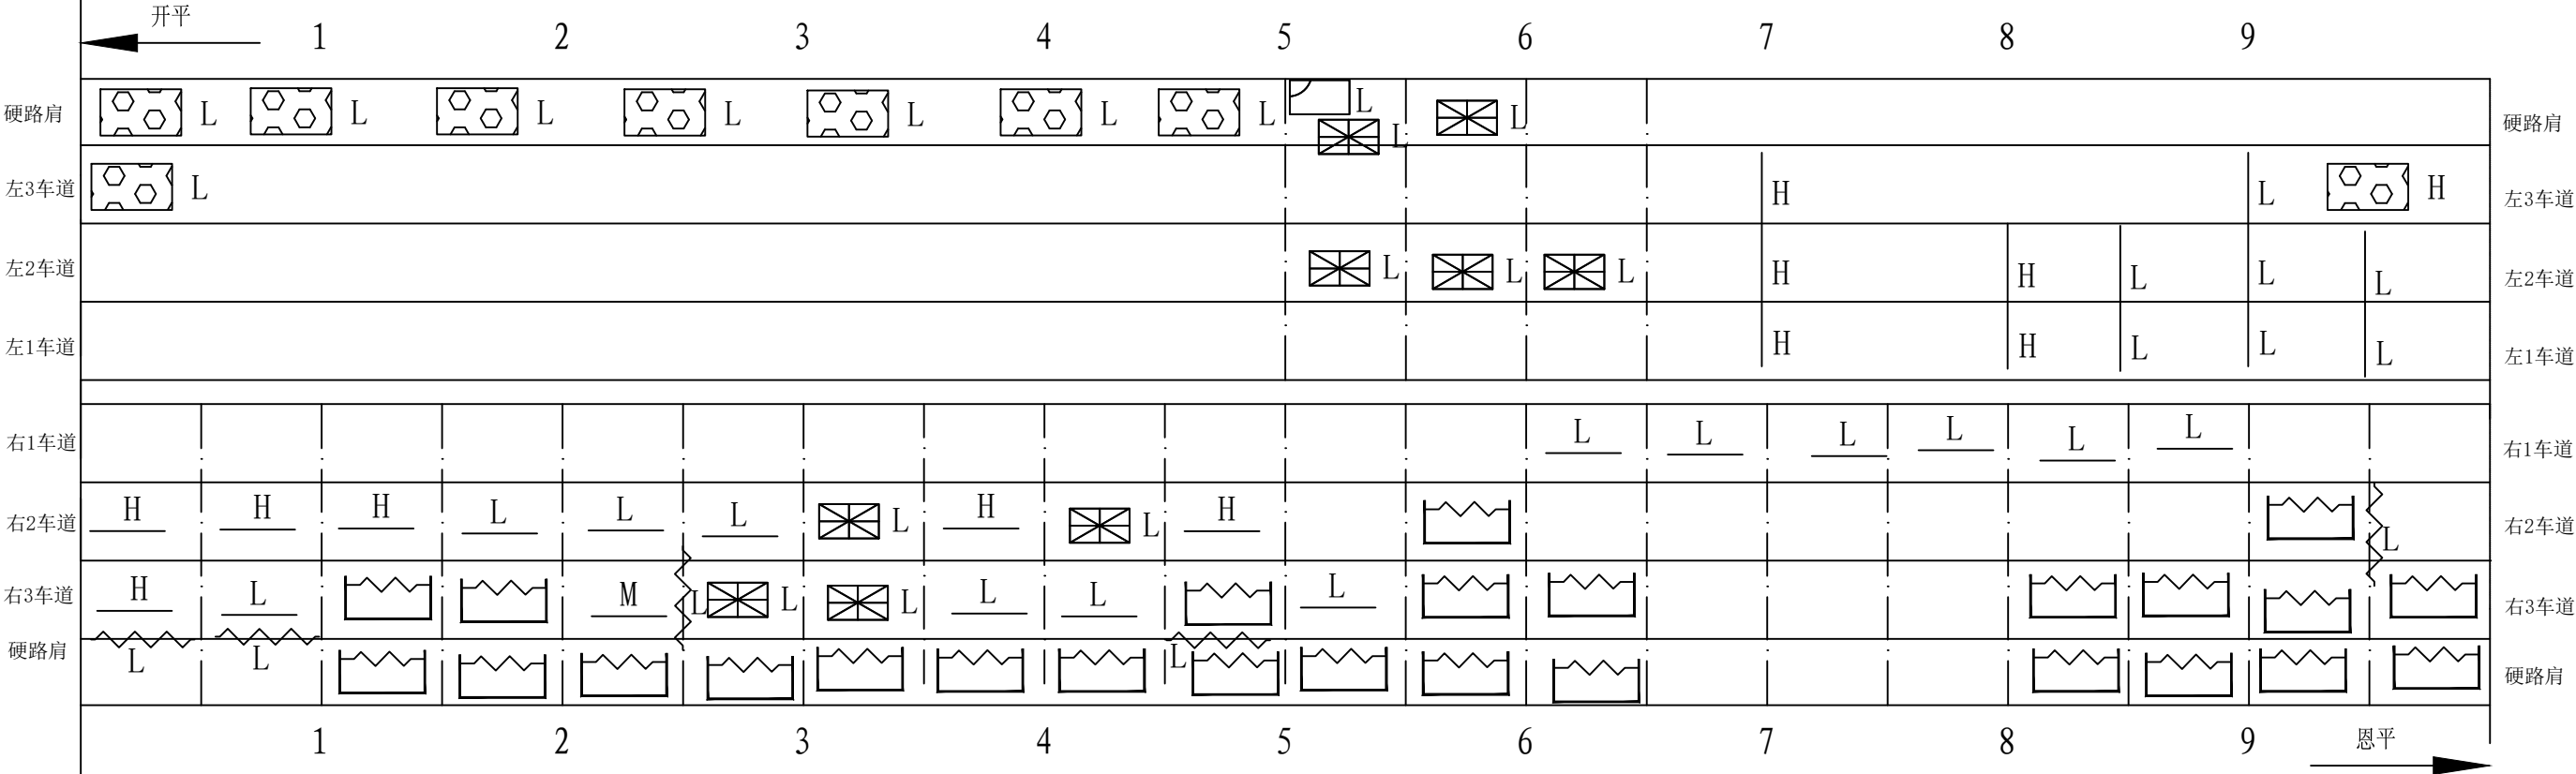 开平
1 2 3 4 5 6 7 8 9
硬路肩 L L L L L L L L L L 硬路肩
左3车道 L H L H 左3车道
左2车道 L L L H H L L L 左2车道
左1车道 H H L L L 左1车道
右1车道 L L L L L L 右1车道
右2车道 H H H L L L L H L H L 右2车道
右3车道 H L M L L L L L L 右3车道
硬路肩 L L L 硬路肩
1 2 3 4 5 6 7 8 9 恩平